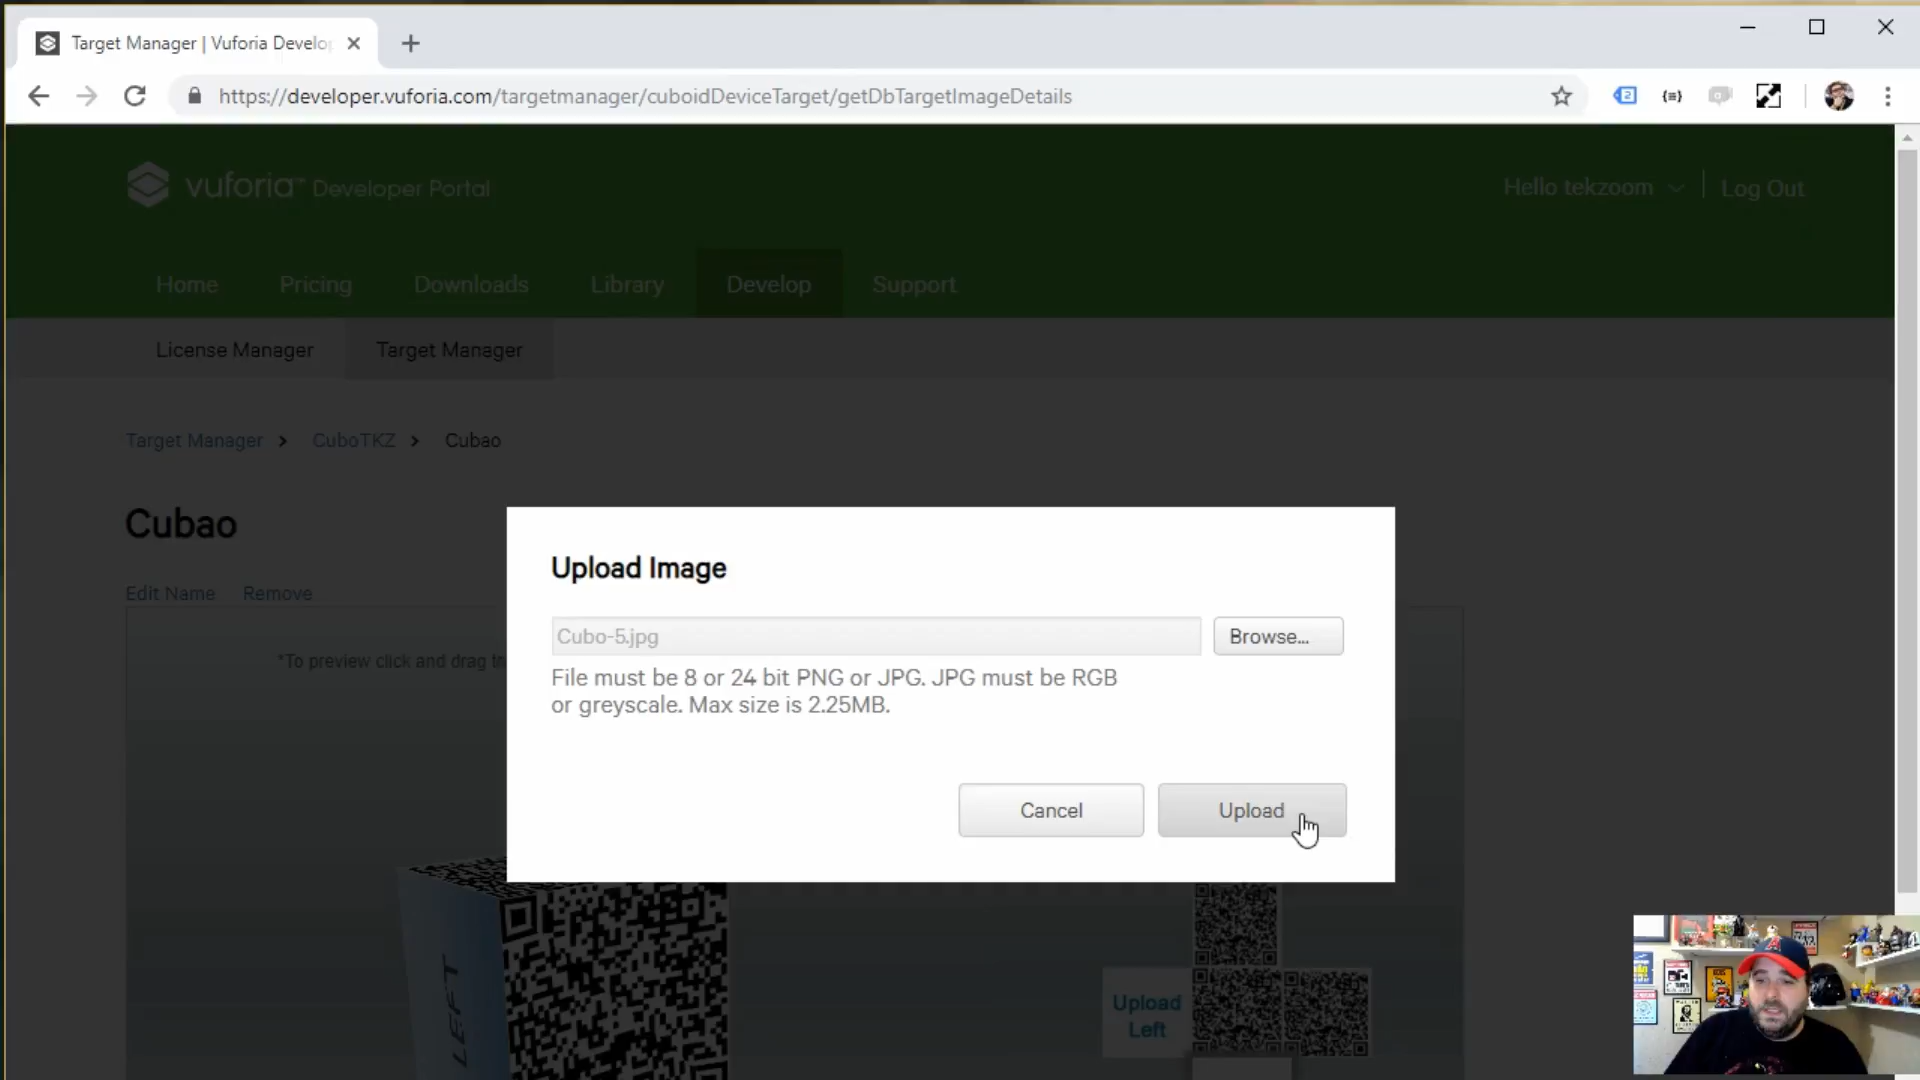 Target Manager | Vuforia Develo
https://developer.vuforia.com/targetmanager/cuboidDeviceTarget/getDbTargetImageDetails
vuforia™ Developer Portal
Hello tekzoom
Log Out
Home
Pricing
Downloads
Library
Develop
Support
License Manager
Target Manager
Target Manager > CuboTKZ > Cubao
Cubao
Edit Name
Remove
*To preview click and drag th
Upload Image
Cubo-5.jpg
Browse...
File must be 8 or 24 bit PNG or JPG. JPG must be RGB
or greyscale. Max size is 2.25MB.
Cancel
Upload
LEFT
Upload
Left